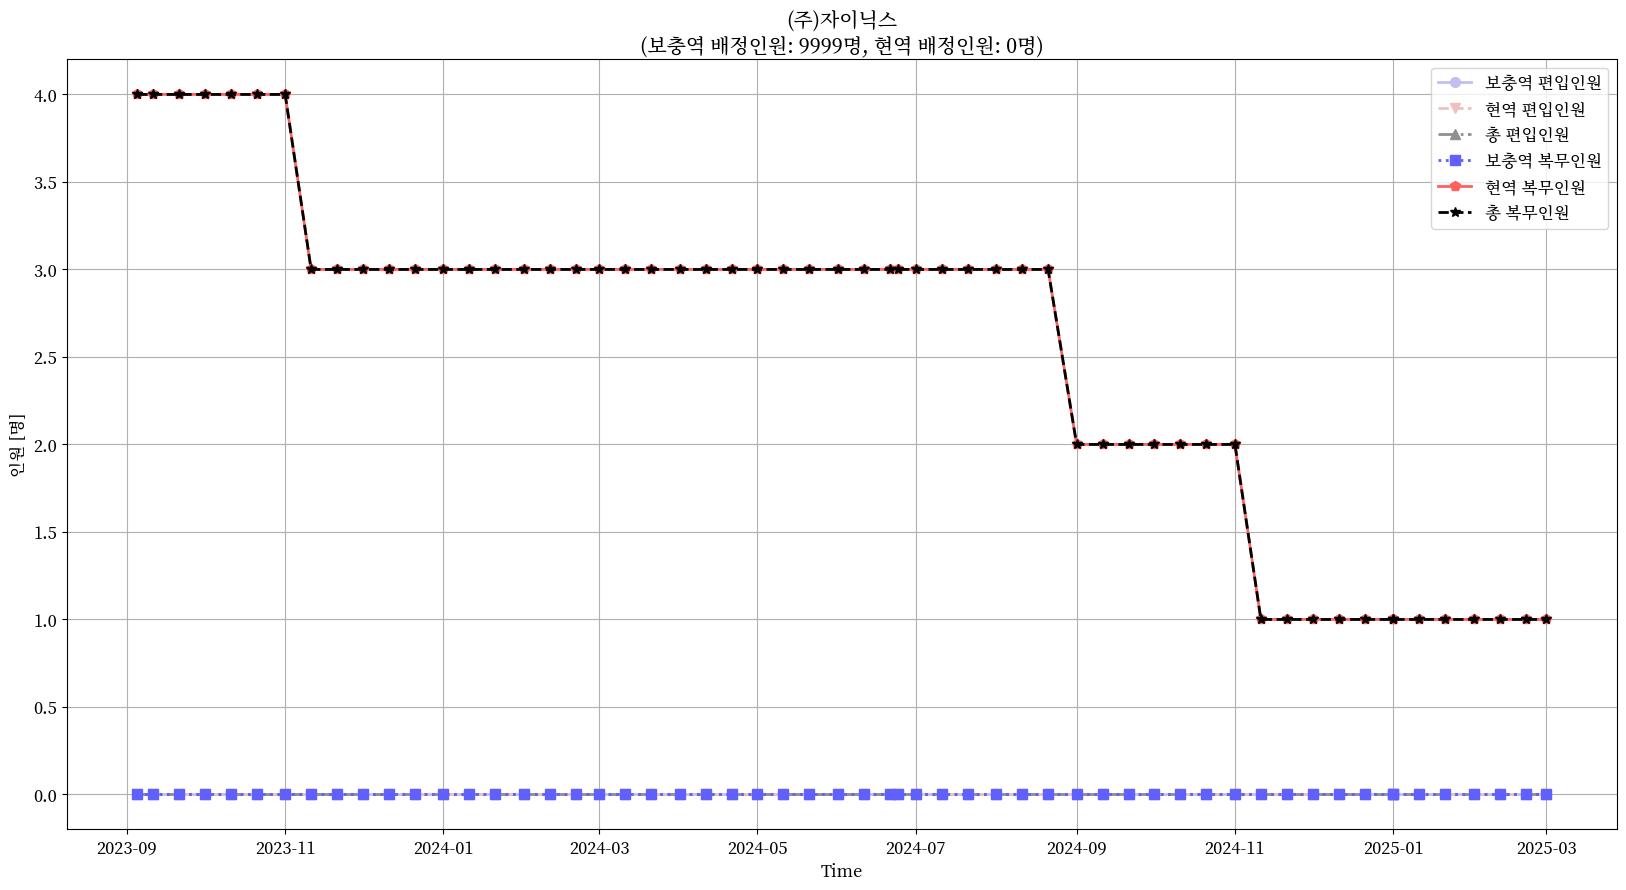 (주)자이닉스
(보충역 배정인원: 9999명, 현역 배정인원: 0명)
보충역 편입인원
현역 편입인원
총 편입인원
보충역 복무인원
현역 복무인원
총 복무인원
인원 [명]
4.0
3.5
3.0
2.5
2.0
1.5
1.0
0.5
0.0
2023-09
2023-11
2024-01
2024-03
2024-05
2024-07
2024-09
2024-11
2025-01
2025-03
Time